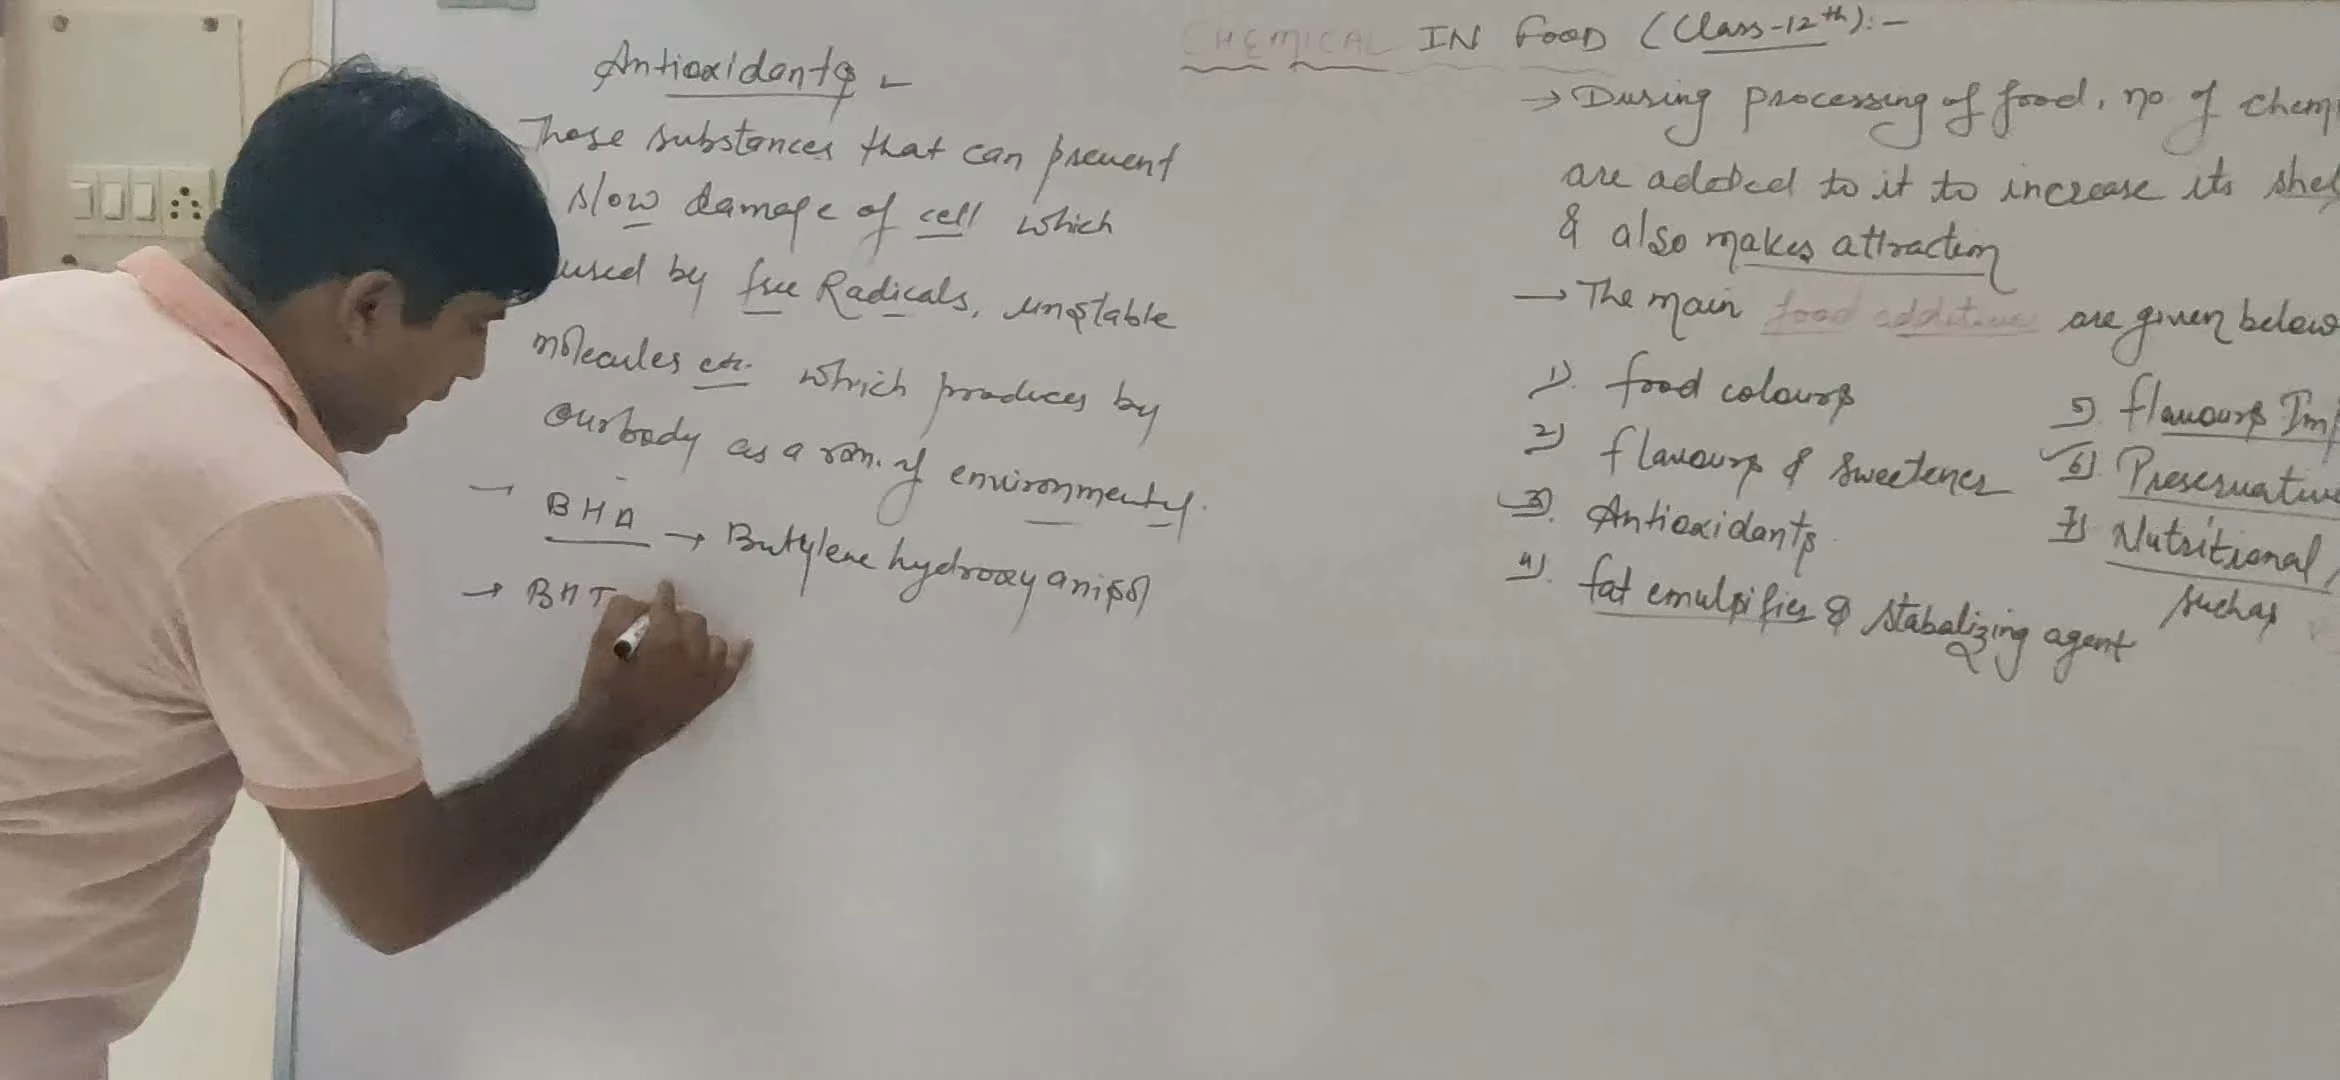 Antioxidants -
Those substances that can prevent
slow damage of cell which
used by free Radicals, unstable
molecules etc. which produces by
our body as a rxn. of environmently.
→ BHA → Butylene hydroxy anisol
→ BHT
CHEMICAL IN FOOD (Class-12th):-
→ During processing of food, no of chem
are added to it to increase its shel
& also makes attraction
→ The main food additives are given below
1) food colours
2) flavours & sweetener
3) Antioxidants
4) fat emulsifier & stabalizing agent
5) flavours Im
6) Preservative
7) Nutritional
such as